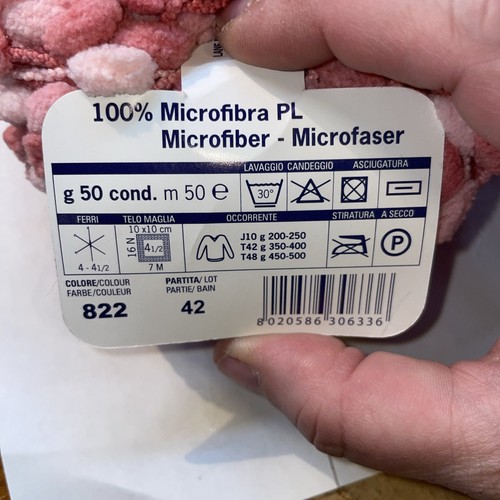 LANE
100% Microfibra PL
Microfiber - Microfaser
LAVAGGIO CANDEGGIO ASCIUGATURA
g 50 cond. m 50 e
30°
FERRI TELO MAGLIA OCCORRENTE STIRATURA A SECCO
10 x10 cm
16 N
4 1/2
7 M
4 - 4 1/2
J10 g 200-250
T42 g 350-400
T48 g 450-500
P
COLORE/COLOUR
FARBE/COULEUR
822
PARTITA/ LOT
PARTIE/ BAIN
42
8 020586 306336